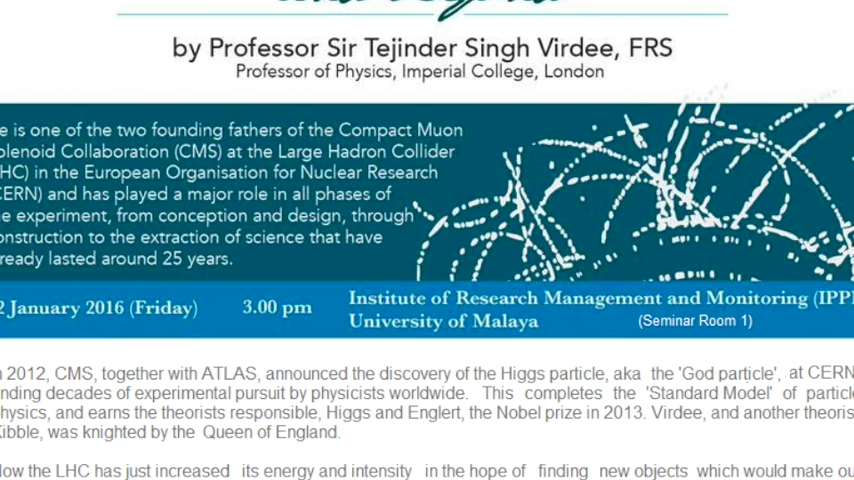 by Professor Sir Tejinder Singh Virdee, FRS
Professor of Physics, Imperial College, London
e is one of the two founding fathers of the Compact Muon
olenoid Collaboration (CMS) at the Large Hadron Collider
HC) in the European Organisation for Nuclear Research
CERN) and has played a major role in all phases of
e experiment, from conception and design, through
onstruction to the extraction of science that have
ready lasted around 25 years.
2 January 2016 (Friday) 3.00 pm Institute of Research Management and Monitoring (IPP
University of Malaya (Seminar Room 1)
n 2012, CMS, together with ATLAS, announced the discovery of the Higgs particle, aka the 'God particle', at CERN
nding decades of experimental pursuit by physicists worldwide. This completes the 'Standard Model' of particle
hysics, and earns the theorists responsible, Higgs and Englert, the Nobel prize in 2013. Virdee, and another theoris
Kibble, was knighted by the Queen of England.
Now the LHC has just increased its energy and intensity in the hope of finding new objects which would make ou